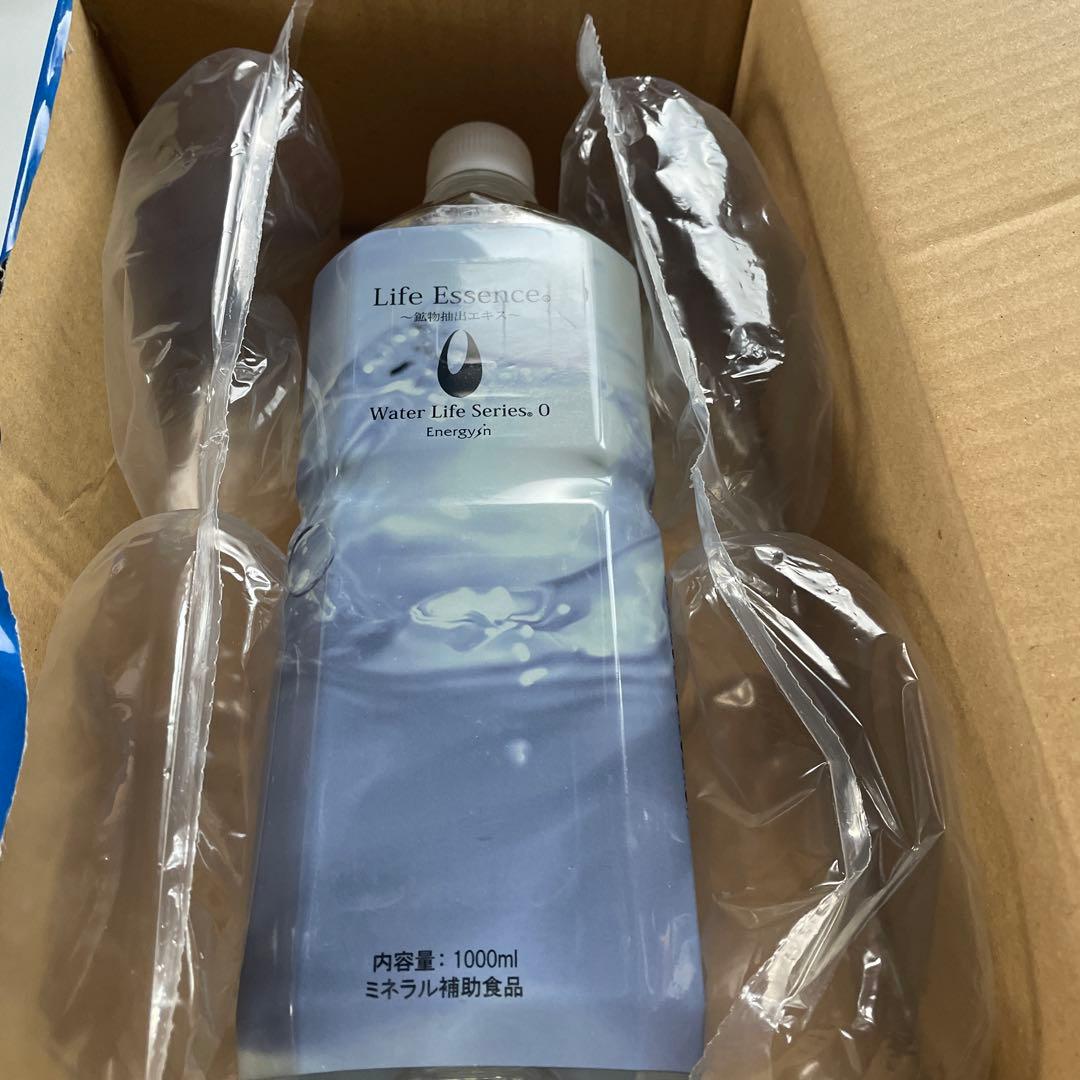 Life Essence®
～鉱物抽出エキス～
Water Life Series® 0
Energyin
内容量：1000ml
ミネラル補助食品